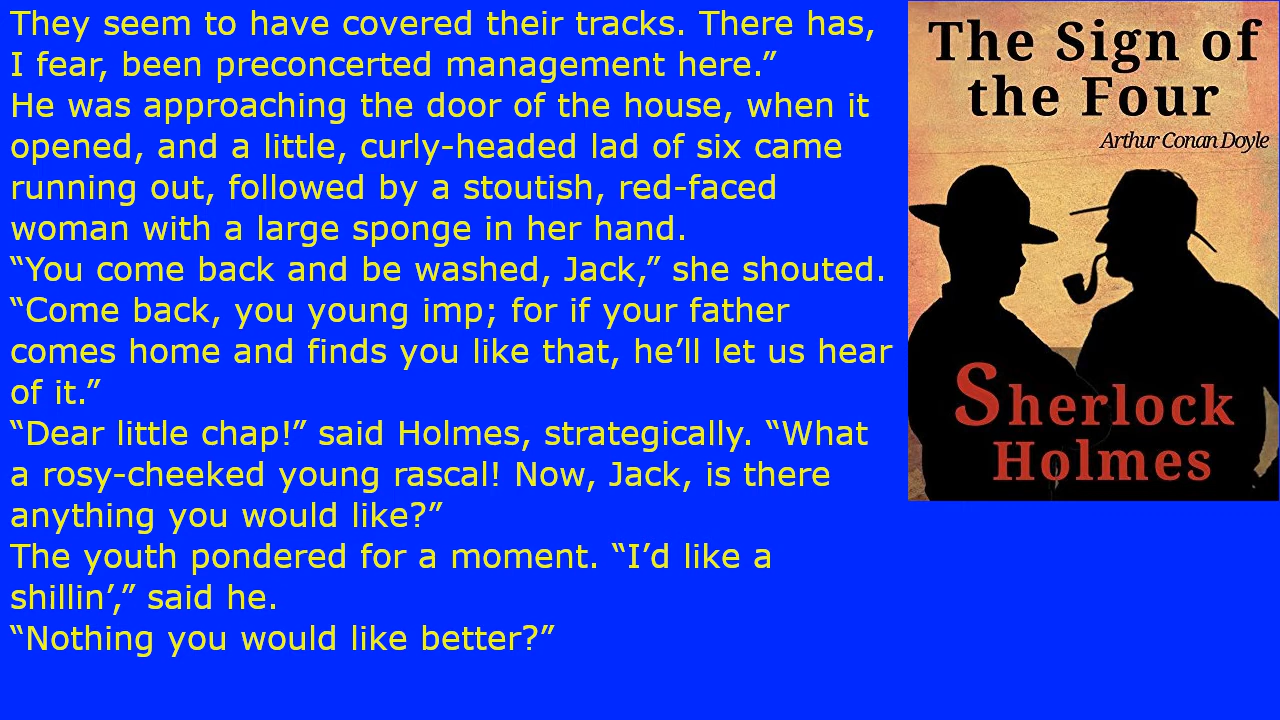 They seem to have covered their tracks. There has,
I fear, been preconcerted management here.”
He was approaching the door of the house, when it
opened, and a little, curly-headed lad of six came
running out, followed by a stoutish, red-faced
woman with a large sponge in her hand.
“You come back and be washed, Jack,” she shouted.
“Come back, you young imp; for if your father
comes home and finds you like that, he’ll let us hear
of it.”
“Dear little chap!” said Holmes, strategically. “What
a rosy-cheeked young rascal! Now, Jack, is there
anything you would like?”
The youth pondered for a moment. “I’d like a
shillin’,” said he.
“Nothing you would like better?”
The Sign of
the Four
Arthur Conan Doyle
Sherlock
Holmes